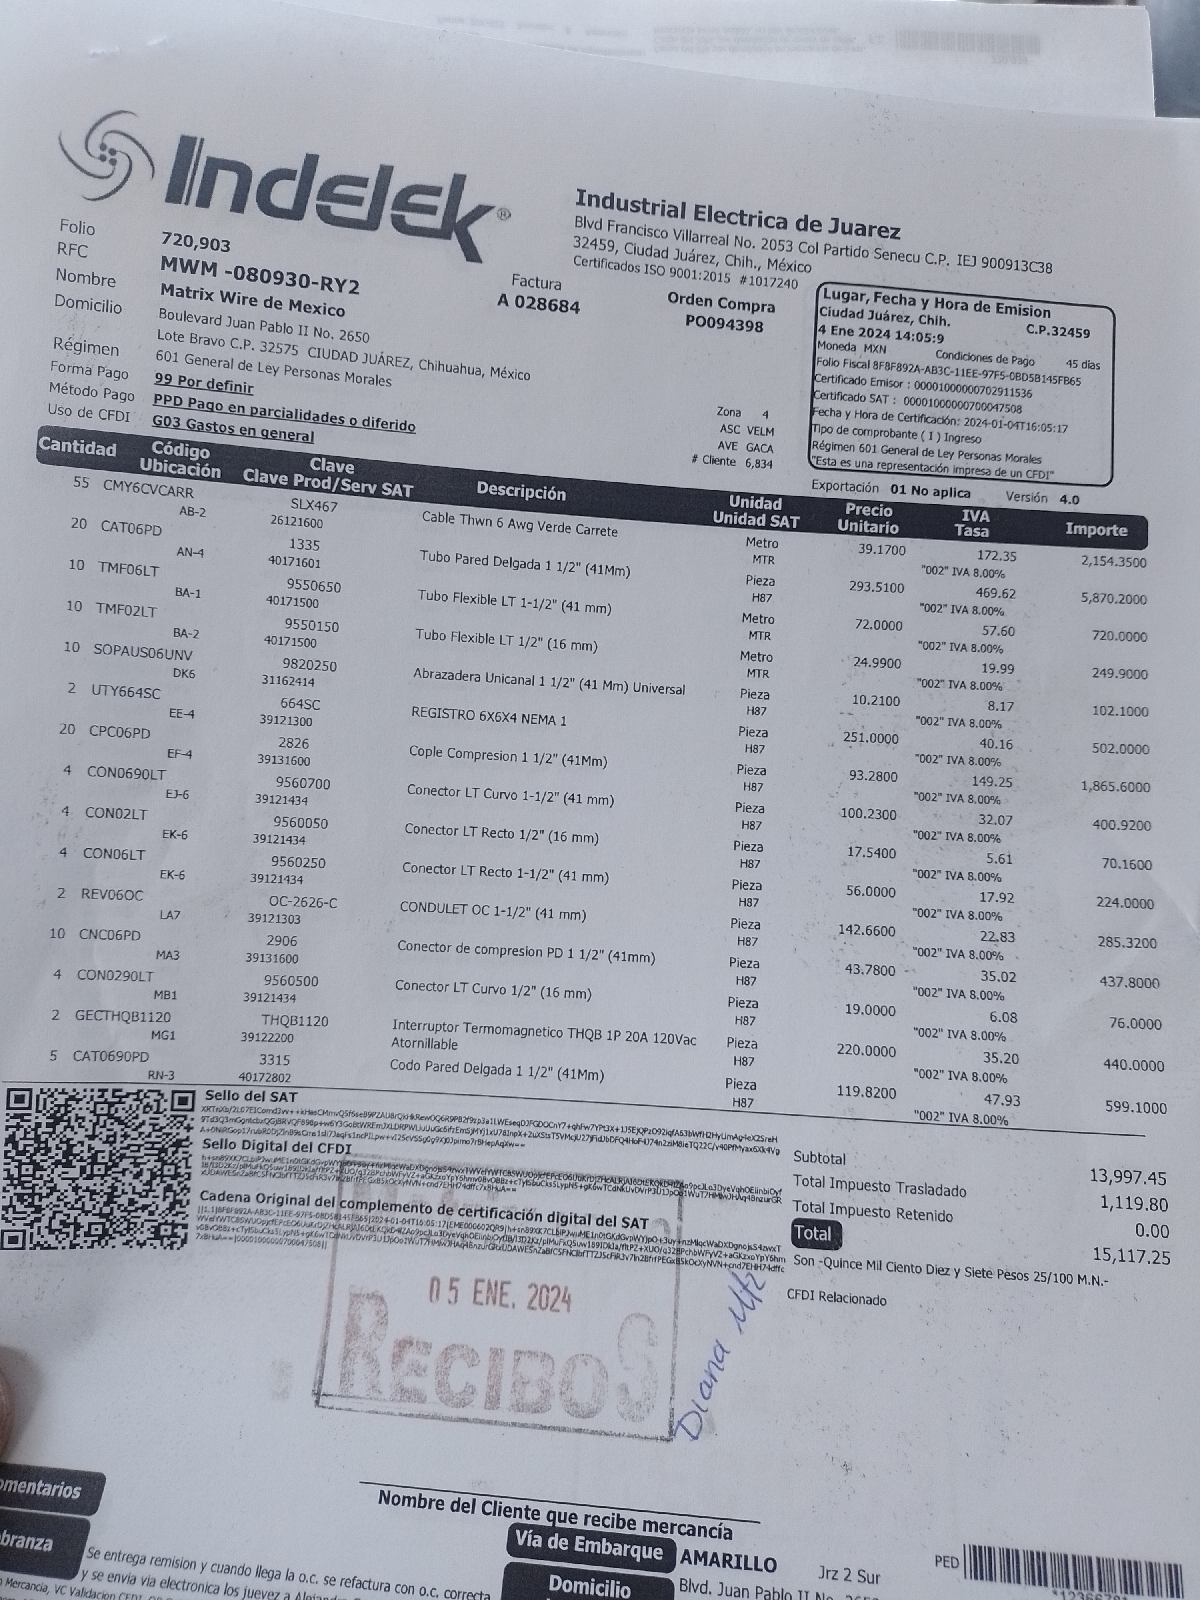 Indelek®
Industrial Electrica de Juarez
Blvd Francisco Villarreal No. 2053 Col Partido Senecu C.P. IEJ 900913C38
32459, Ciudad Juárez, Chih., México
Certificados ISO 9001:2015 #1017240
Folio 720,903
RFC MWM -080930-RY2
Nombre Matrix Wire de Mexico
Domicilio Boulevard Juan Pablo II No. 2650
Lote Bravo C.P. 32575 CIUDAD JUÁREZ, Chihuahua, México
Régimen 601 General de Ley Personas Morales
Forma Pago 99 Por definir
Método Pago PPD Pago en parcialidades o diferido
Uso de CFDI G03 Gastos en general
Factura
A 028684
Orden Compra
PO094398
Zona 4
ASC VELM
AVE GACA
# Cliente 6,834
Lugar, Fecha y Hora de Emision
Ciudad Juárez, Chih. C.P.32459
4 Ene 2024 14:05:9
Moneda MXN Condiciones de Pago 45 días
Folio Fiscal 8F8F892A-AB3C-11EE-97F5-0BD5B145FB65
Certificado Emisor : 00001000000702911536
Certificado SAT : 00001000000700047508
Fecha y Hora de Certificación: 2024-01-04T16:05:17
Tipo de comprobante ( I ) Ingreso
Régimen 601 General de Ley Personas Morales
"Esta es una representación impresa de un CFDI"
Exportación 01 No aplica Versión 4.0
Cantidad Código Clave Descripción Unidad Precio IVA Importe
Ubicación Clave Prod/Serv SAT Unidad SAT Unitario Tasa
55 CMY6CVCARR SLX467 Cable Thwn 6 Awg Verde Carrete Metro 39.1700 172.35 2,154.3500
AB-2 26121600 MTR "002" IVA 8.00%
20 CAT06PD 1335 Tubo Pared Delgada 1 1/2" (41Mm) Pieza 293.5100 469.62 5,870.2000
AN-4 40171601 H87 "002" IVA 8.00%
10 TMF06LT 9550650 Tubo Flexible LT 1-1/2" (41 mm) Metro 72.0000 57.60 720.0000
BA-1 40171500 MTR "002" IVA 8.00%
10 TMF02LT 9550150 Tubo Flexible LT 1/2" (16 mm) Metro 24.9900 19.99 249.9000
BA-2 40171500 MTR "002" IVA 8.00%
10 SOPAUS06UNV 9820250 Abrazadera Unicanal 1 1/2" (41 Mm) Universal Pieza 10.2100 8.17 102.1000
DK6 31162414 H87 "002" IVA 8.00%
2 UTY664SC 664SC REGISTRO 6X6X4 NEMA 1 Pieza 251.0000 40.16 502.0000
EE-4 39121300 H87 "002" IVA 8.00%
20 CPC06PD 2826 Cople Compresion 1 1/2" (41Mm) Pieza 93.2800 149.25 1,865.6000
EF-4 39131600 H87 "002" IVA 8.00%
4 CON0690LT 9560700 Conector LT Curvo 1-1/2" (41 mm) Pieza 100.2300 32.07 400.9200
EJ-6 39121434 H87 "002" IVA 8.00%
4 CON02LT 9560050 Conector LT Recto 1/2" (16 mm) Pieza 17.5400 5.61 70.1600
EK-6 39121434 H87 "002" IVA 8.00%
4 CON06LT 9560250 Conector LT Recto 1-1/2" (41 mm) Pieza 56.0000 17.92 224.0000
EK-6 39121434 H87 "002" IVA 8.00%
2 REV06OC OC-2626-C CONDULET OC 1-1/2" (41 mm) Pieza 142.6600 22.83 285.3200
LA7 39121303 H87 "002" IVA 8.00%
10 CNC06PD 2906 Conector de compresion PD 1 1/2" (41mm) Pieza 43.7800 35.02 437.8000
MA3 39131600 H87 "002" IVA 8.00%
4 CON0290LT 9560500 Conector LT Curvo 1/2" (16 mm) Pieza 19.0000 6.08 76.0000
MB1 39121434 H87 "002" IVA 8.00%
2 GECTHQB1120 THQB1120 Interruptor Termomagnetico THQB 1P 20A 120Vac Pieza 220.0000 35.20 440.0000
MG1 39122200 Atornillable H87 "002" IVA 8.00%
5 CAT0690PD 3315 Codo Pared Delgada 1 1/2" (41Mm) Pieza 119.8200 47.93 599.1000
RN-3 40172802 H87 "002" IVA 8.00%
Sello del SAT
Sello Digital del CFDI
Cadena Original del complemento de certificación digital del SAT
Subtotal 13,997.45
Total Impuesto Trasladado 1,119.80
Total Impuesto Retenido 0.00
Total 15,117.25
Son -Quince Mil Ciento Diez y Siete Pesos 25/100 M.N.-
CFDI Relacionado
05 ENE. 2024
RECIBOS
Diana Mtz
Nombre del Cliente que recibe mercancía
omentarios
branza
Se entrega remision y cuando llega la o.c. se refactura con o.c. correcta
y se envia via electronica los juevez a
Vía de Embarque AMARILLO Jrz 2 Sur PED
Domicilio Blvd. Juan Pablo II No.